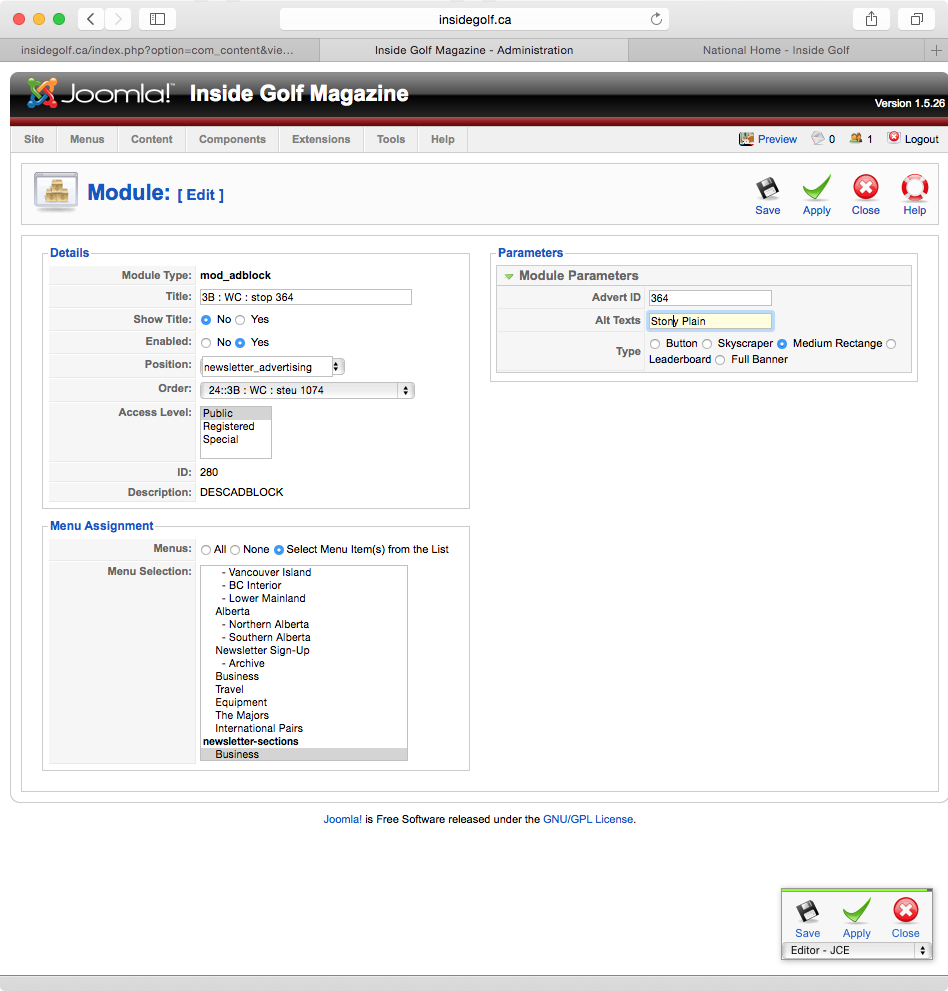 insidegolf.ca
insidegolf.ca/index.php?option=com_content&vie...
Inside Golf Magazine - Administration
National Home - Inside Golf
Joomla!™ Inside Golf Magazine
Version 1.5.26
Site Menus Content Components Extensions Tools Help
Preview 0 1 Logout
Module: [ Edit ]
Save Apply Close Help
Details
Module Type: mod_adblock
Title: 3B : WC : stop 364
Show Title: No Yes
Enabled: No Yes
Position: newsletter_advertising
Order: 24::3B : WC : steu 1074
Access Level: Public
Registered
Special
ID: 280
Description: DESCADBLOCK
Parameters
Module Parameters
Advert ID 364
Alt Texts Stony Plain
Type Button Skyscraper Medium Rectange
Leaderboard Full Banner
Menu Assignment
Menus: All None Select Menu Item(s) from the List
Menu Selection: - Vancouver Island
- BC Interior
- Lower Mainland
Alberta
- Northern Alberta
- Southern Alberta
Newsletter Sign-Up
- Archive
Business
Travel
Equipment
The Majors
International Pairs
newsletter-sections
Business
Joomla! is Free Software released under the GNU/GPL License.
Save Apply Close
Editor - JCE